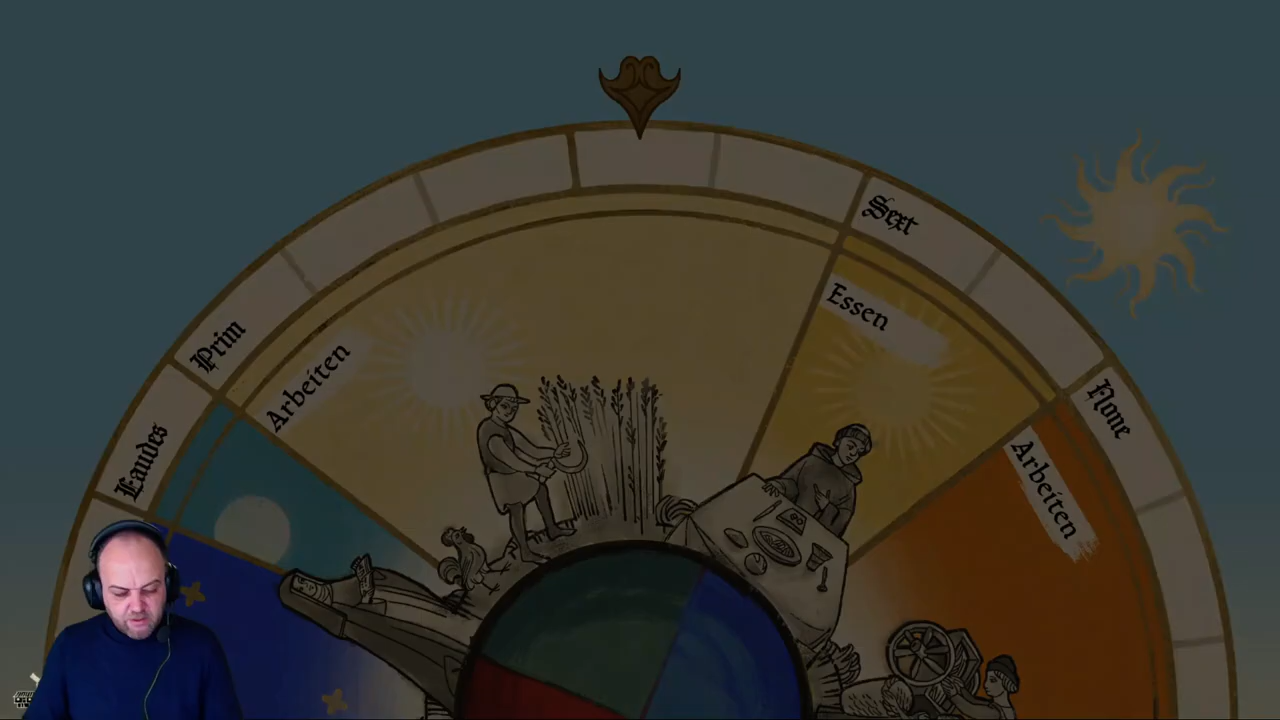 Laudes
Prim
Arbeiten
Sext
Essen
None
Arbeiten